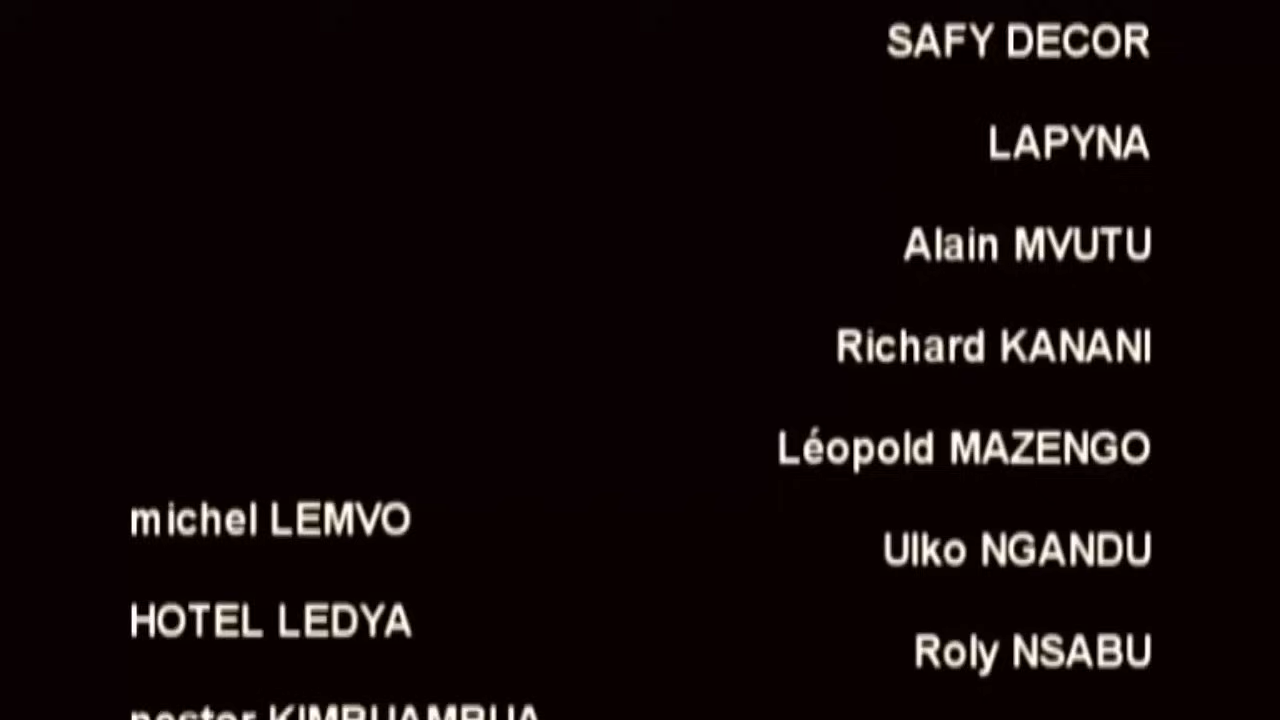 SAFY DECOR
LAPYNA
Alain MVUTU
Richard KANANI
Léopold MAZENGO
michel LEMVO
Ulko NGANDU
HOTEL LEDYA
Roly NSABU